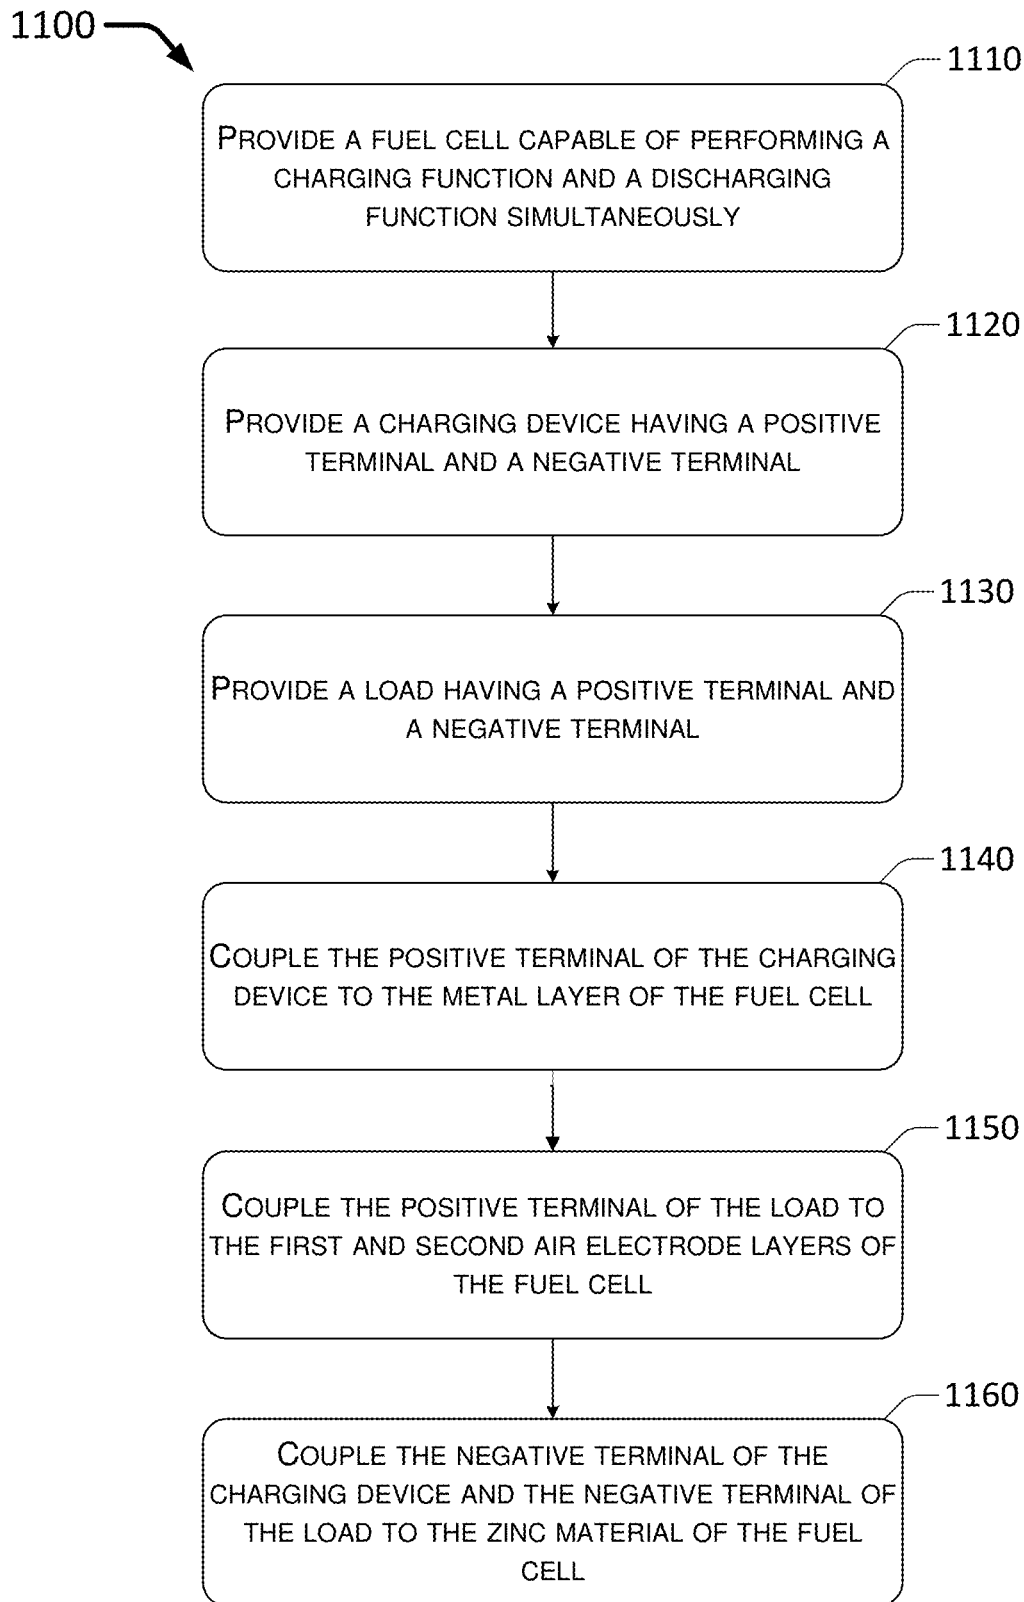 1100
1110
PROVIDE A FUEL CELL CAPABLE OF PERFORMING A
CHARGING FUNCTION AND A DISCHARGING
FUNCTION SIMULTANEOUSLY
1120
PROVIDE A CHARGING DEVICE HAVING A POSITIVE
TERMINAL AND A NEGATIVE TERMINAL
1130
PROVIDE A LOAD HAVING A POSITIVE TERMINAL AND
A NEGATIVE TERMINAL
1140
COUPLE THE POSITIVE TERMINAL OF THE CHARGING
DEVICE TO THE METAL LAYER OF THE FUEL CELL
1150
COUPLE THE POSITIVE TERMINAL OF THE LOAD TO
THE FIRST AND SECOND AIR ELECTRODE LAYERS OF
THE FUEL CELL
1160
COUPLE THE NEGATIVE TERMINAL OF THE
CHARGING DEVICE AND THE NEGATIVE TERMINAL OF
THE LOAD TO THE ZINC MATERIAL OF THE FUEL
CELL